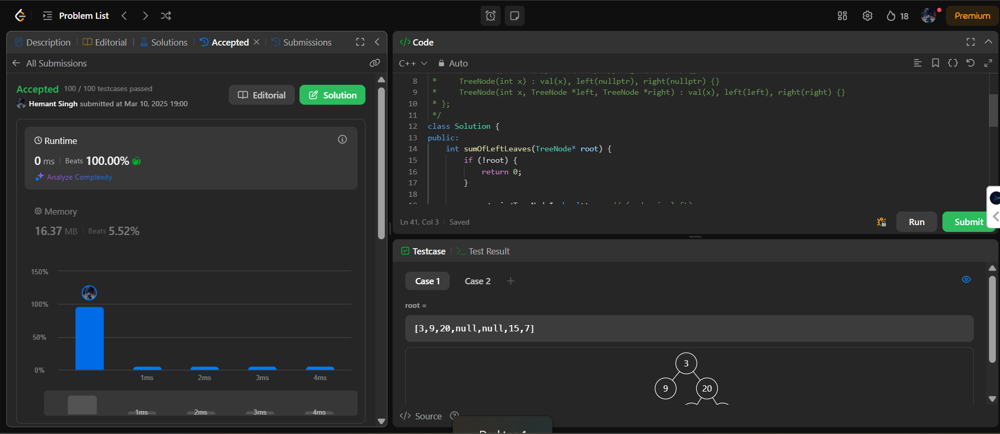 Problem List
18
Premium
Description
Editorial
Solutions
Accepted
Submissions
All Submissions
Accepted 100 / 100 testcases passed
Hemant Singh submitted at Mar 10, 2025 19:00
Editorial
Solution
Runtime
0 ms Beats 100.00%
Analyze Complexity
Memory
16.37 MB Beats 5.52%
150%
100%
50%
0%
1ms 2ms 3ms 4ms
1ms 2ms 3ms 4ms
</> Code
C++ Auto
8 * TreeNode(int x) : val(x), left(nullptr), right(nullptr) {}
9 * TreeNode(int x, TreeNode *left, TreeNode *right) : val(x), left(left), right(right) {}
10 * };
11 */
12 class Solution {
13 public:
14 int sumOfLeftLeaves(TreeNode* root) {
15 if (!root) {
16 return 0;
17 }
18
Ln 41, Col 3 Saved
Run
Submit
Testcase
Test Result
Case 1
Case 2
root =
[3,9,20,null,null,15,7]
3
9 20
</> Source